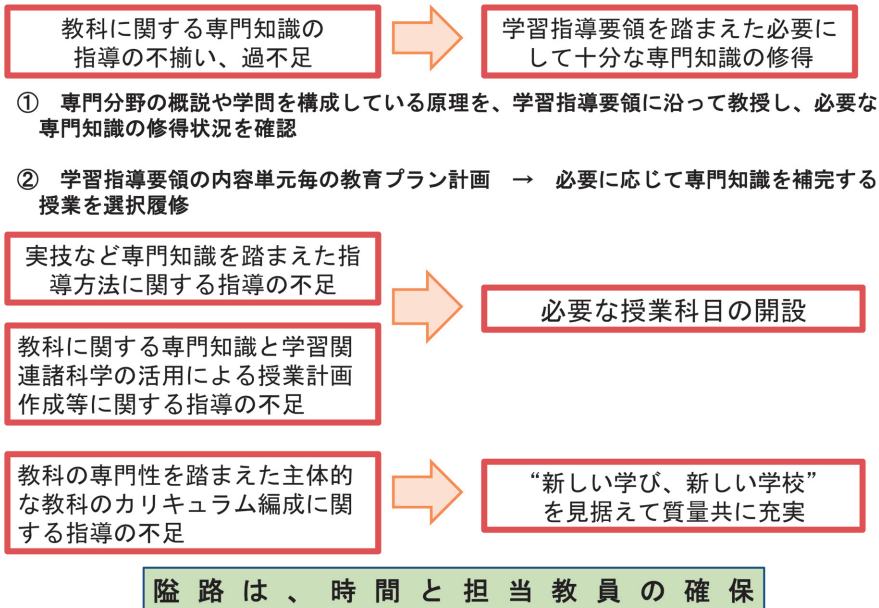 教科に関する専門知識の
指導の不揃い、過不足
学習指導要領を踏まえた必要に
して十分な専門知識の修得
①　専門分野の概説や学問を構成している原理を、学習指導要領に沿って教授し、必要な
専門知識の修得状況を確認
②　学習指導要領の内容単元毎の教育プラン計画　→　必要に応じて専門知識を補完する
授業を選択履修
実技など専門知識を踏まえた指
導方法に関する指導の不足
教科に関する専門知識と学習関
連諸科学の活用による授業計画
作成等に関する指導の不足
必要な授業科目の開設
教科の専門性を踏まえた主体的
な教科のカリキュラム編成に関
する指導の不足
“新しい学び、新しい学校”
を見据えて質量共に充実
隘路は、時間と担当教員の確保